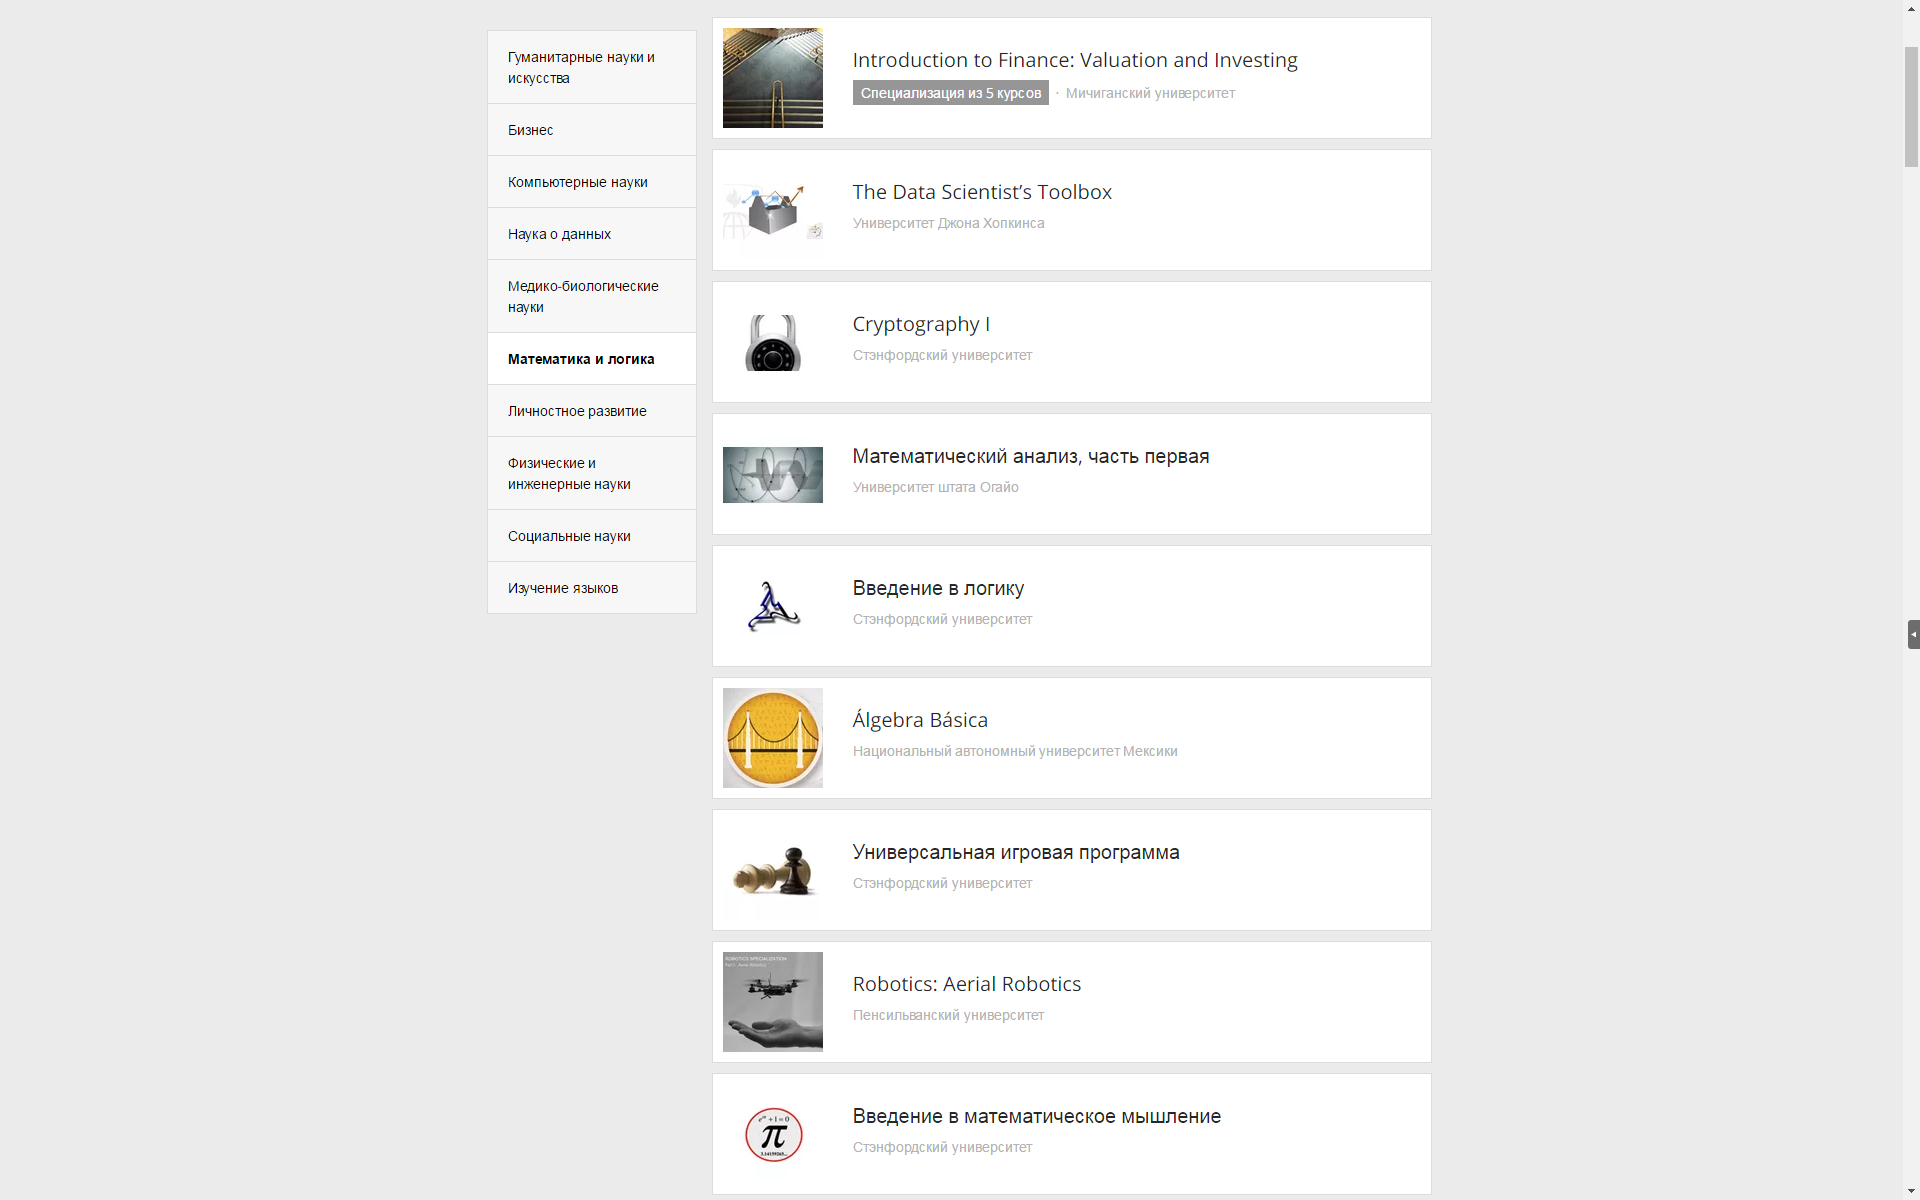 Гуманитарные науки и
искусства
Бизнес
Компьютерные науки
Наука о данных
Медико-биологические
науки
Математика и логика
Личностное развитие
Физические и
инженерные науки
Социальные науки
Изучение языков
Introduction to Finance: Valuation and Investing
Специализация из 5 курсов · Мичиганский университет
The Data Scientist’s Toolbox
Университет Джона Хопкинса
Cryptography I
Стэнфордский университет
Математический анализ, часть первая
Университет штата Огайо
Введение в логику
Стэнфордский университет
Álgebra Básica
Национальный автономный университет Мексики
Универсальная игровая программа
Стэнфордский университет
ROBOTICS SPECIALIZATION
Robotics: Aerial Robotics
Пенсильванский университет
π
Введение в математическое мышление
Стэнфордский университет